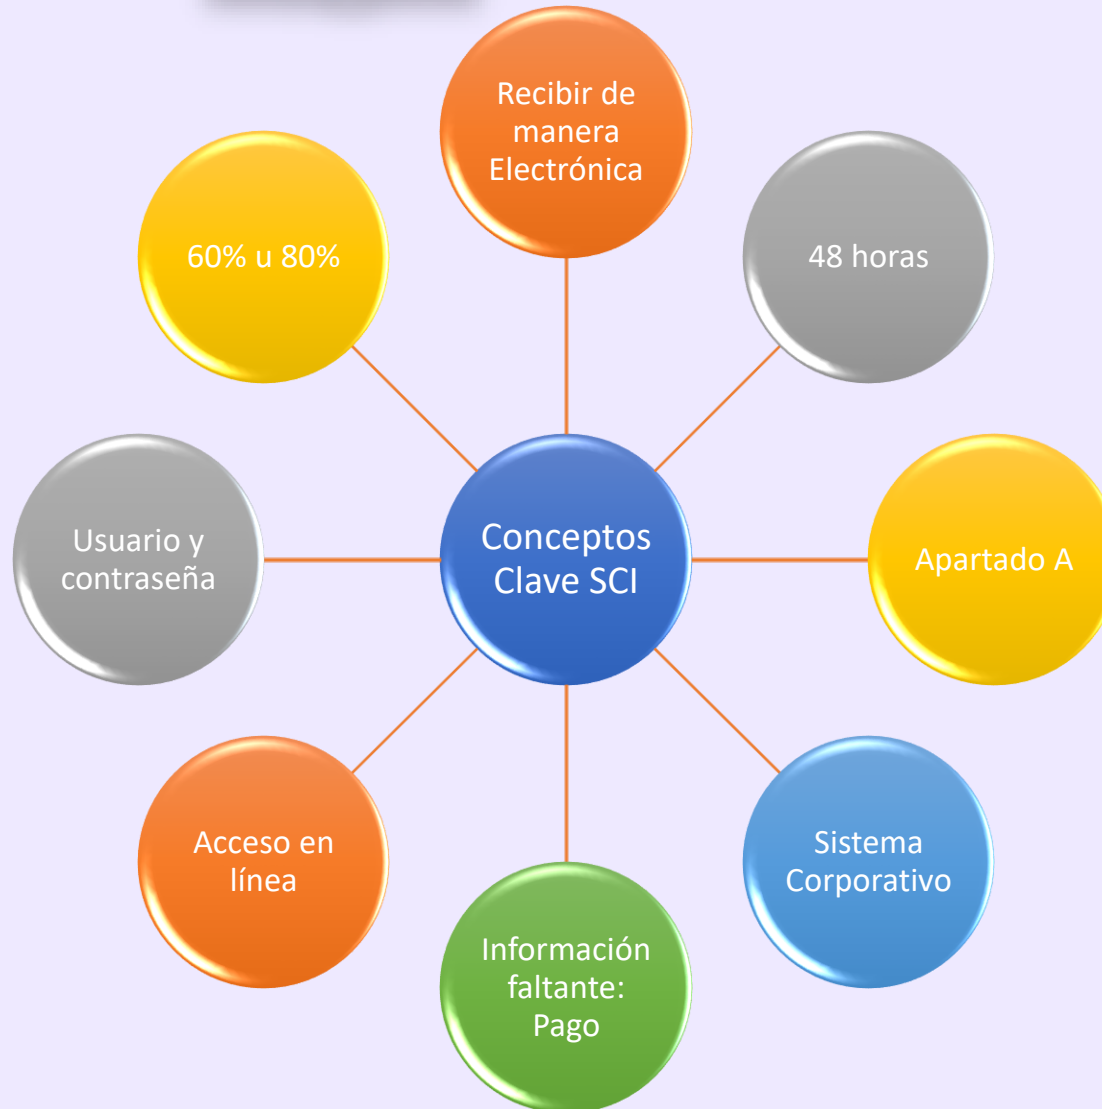 Recibir de
manera
Electrónica
60% u 80%
48 horas
Usuario y
contraseña
Conceptos
Clave SCI
Apartado A
Acceso en
línea
Sistema
Corporativo
Información
faltante:
Pago